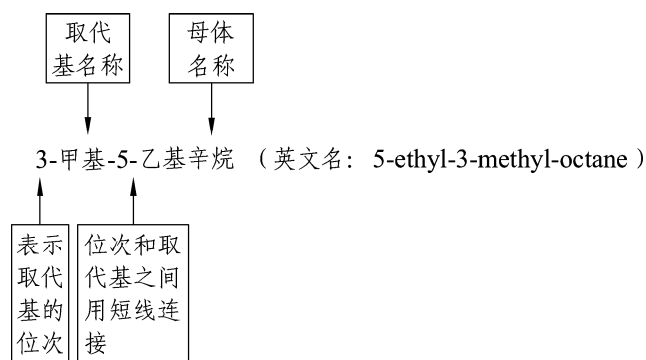 取代
基名称
母体
名称
3-甲基-5-乙基辛烷 （英文名： 5-ethyl-3-methyl-octane）
表示
取代
基的
位次
位次和取
代基之间
用短线连
接